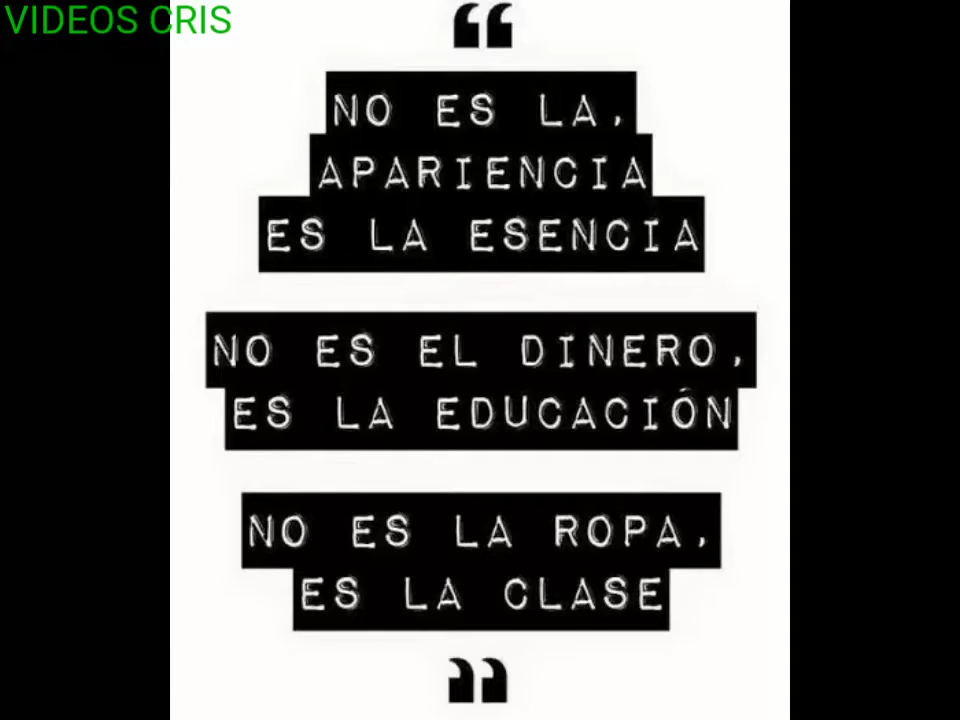 VIDEOS CRIS
NO ES LA,
APARIENCIA
ES LA ESENCIA
NO ES EL DINERO,
ES LA EDUCACIÓN
NO ES LA ROPA,
ES LA CLASE